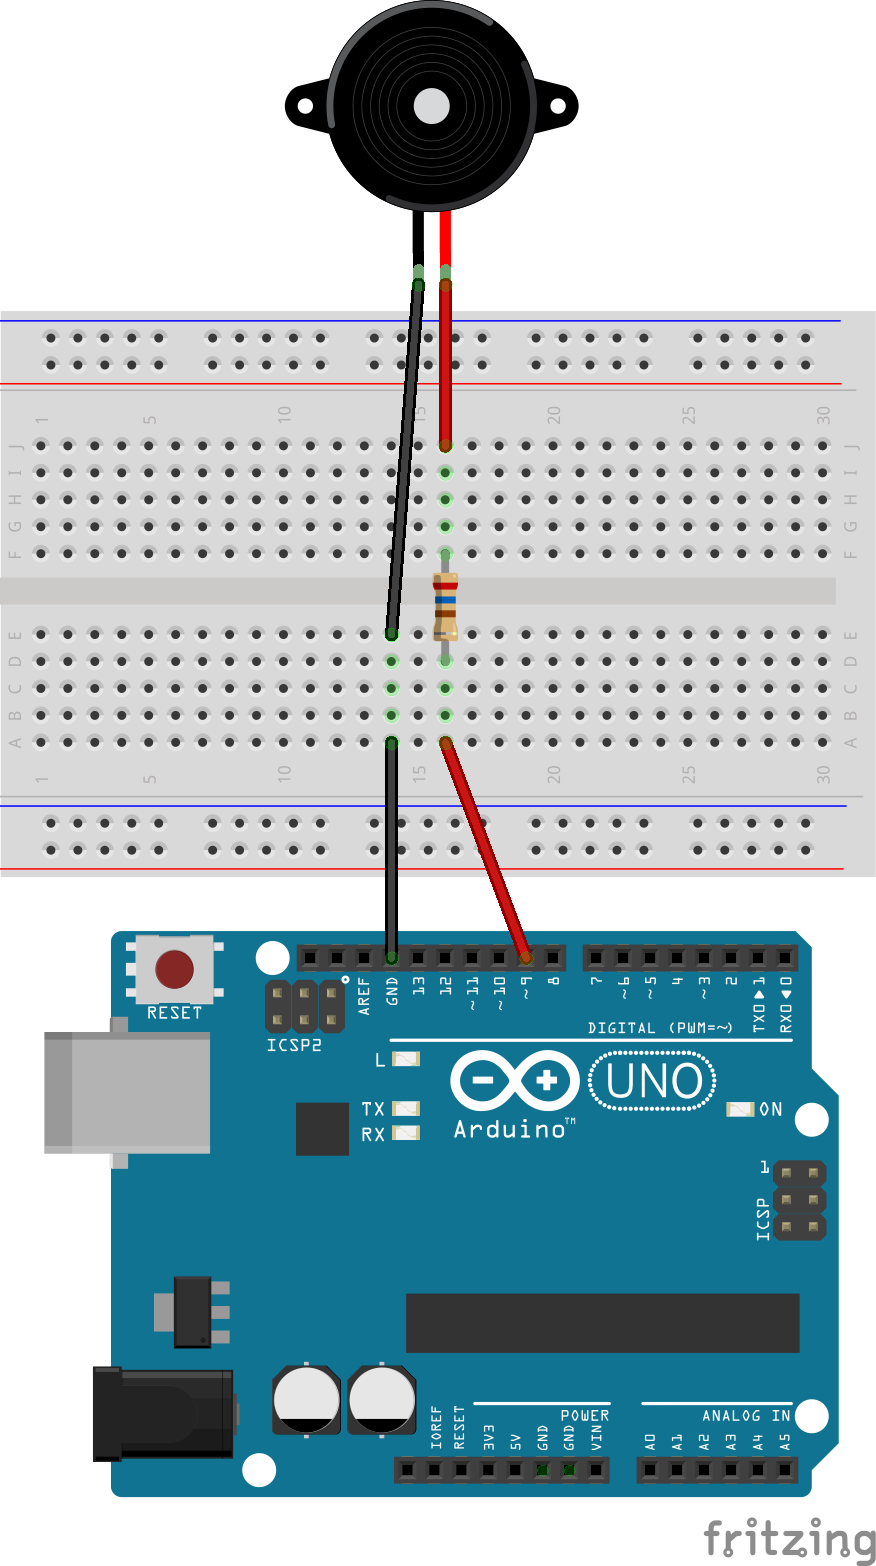 1 5 10 15 20 25 30
J J
I I
H H
G G
F F
E E
D D
C C
B B
A A
1 5 10 15 20 25 30
RESET
ICSP2
AREF GND 13 12 ~11 ~10 ~9 8 7 ~6 ~5 4 ~3 2 TX0▶1 RX0◀0
DIGITAL (PWM=~)
L
TX
RX
UNO
Arduino™
ON
1
ICSP
POWER
ANALOG IN
IOREF RESET 3V3 5V GND GND VIN A0 A1 A2 A3 A4 A5
fritzing